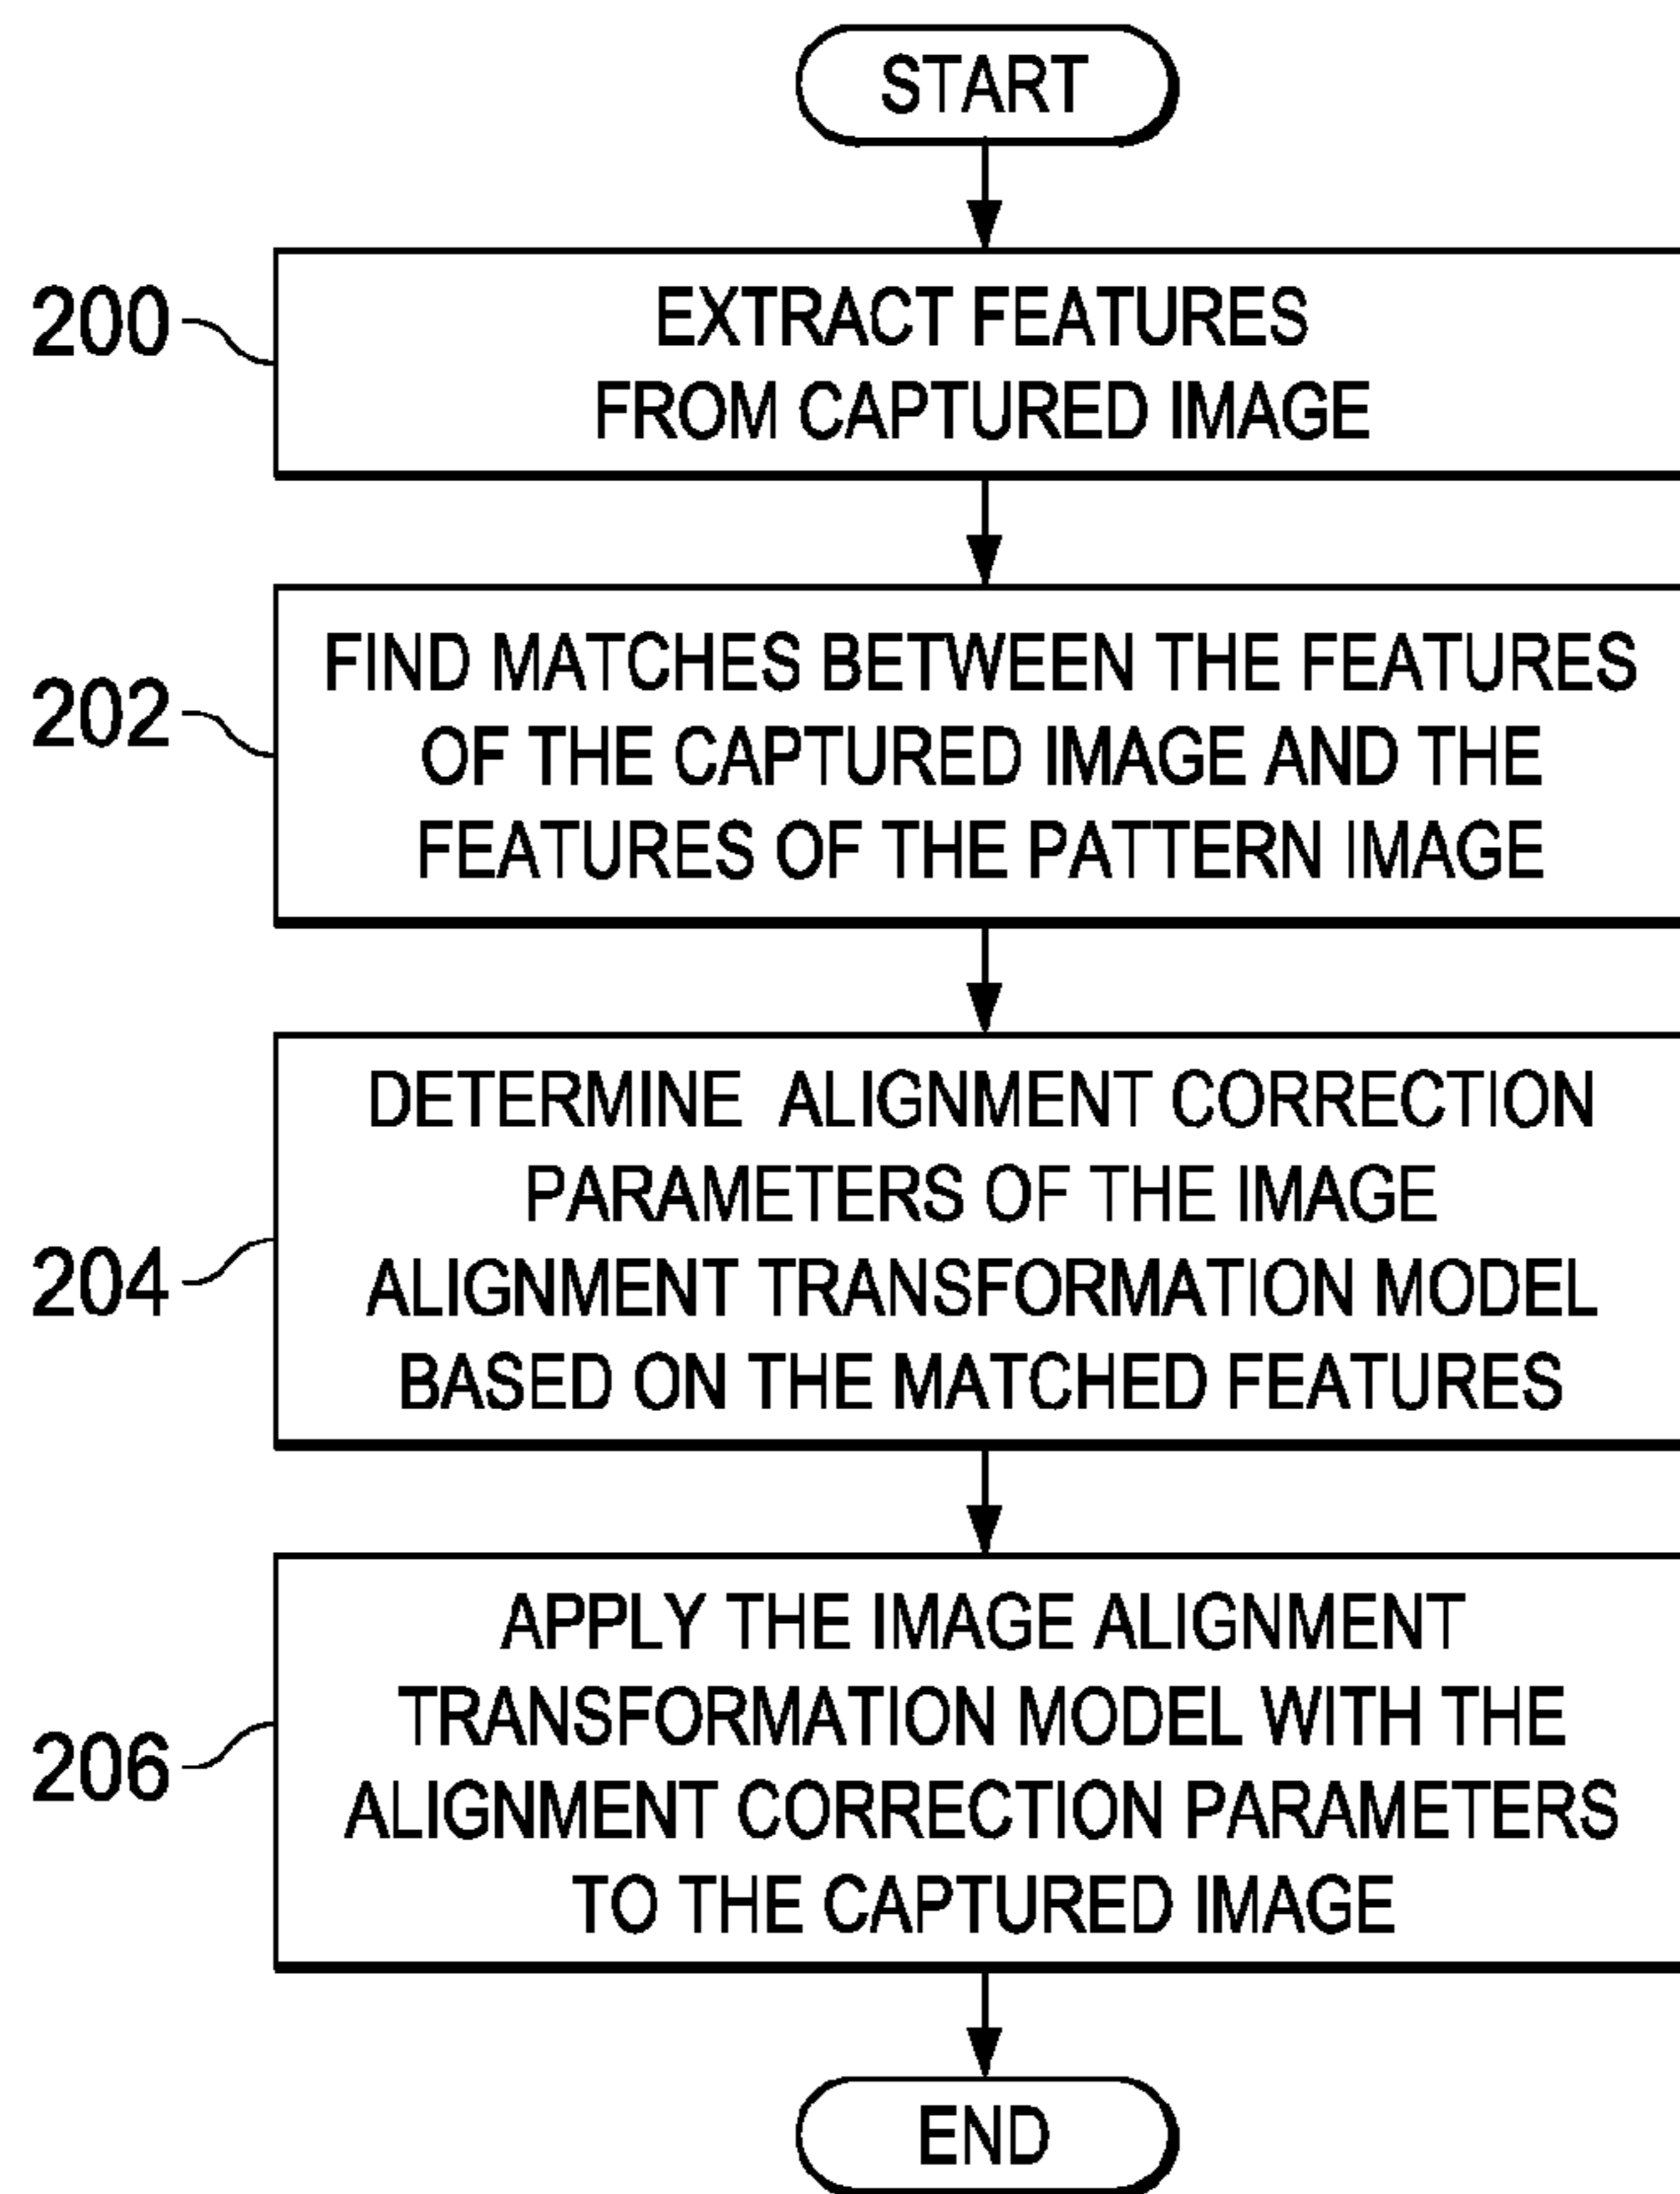 START
200
EXTRACT FEATURES
FROM CAPTURED IMAGE
202
FIND MATCHES BETWEEN THE FEATURES
OF THE CAPTURED IMAGE AND THE
FEATURES OF THE PATTERN IMAGE
204
DETERMINE ALIGNMENT CORRECTION
PARAMETERS OF THE IMAGE
ALIGNMENT TRANSFORMATION MODEL
BASED ON THE MATCHED FEATURES
206
APPLY THE IMAGE ALIGNMENT
TRANSFORMATION MODEL WITH THE
ALIGNMENT CORRECTION PARAMETERS
TO THE CAPTURED IMAGE
END